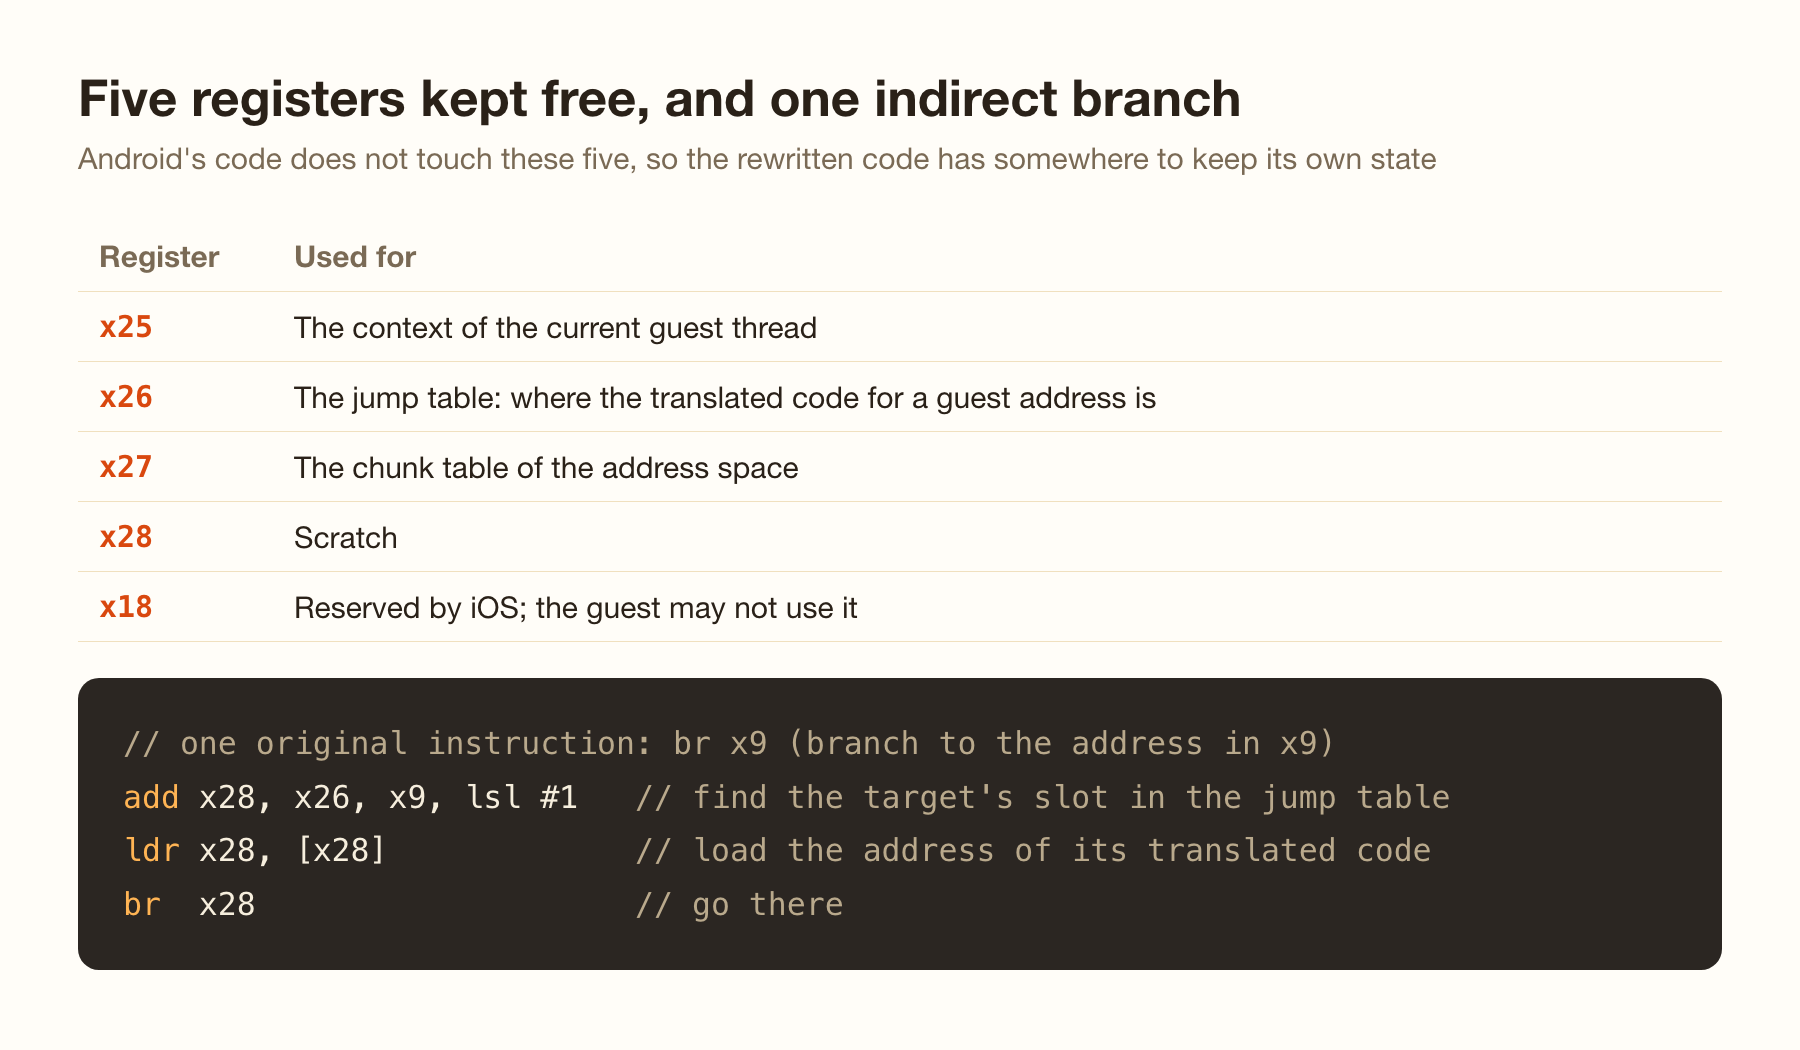 Five registers kept free, and one indirect branch
Android's code does not touch these five, so the rewritten code has somewhere to keep its own state
Register Used for
x25 The context of the current guest thread
x26 The jump table: where the translated code for a guest address is
x27 The chunk table of the address space
x28 Scratch
x18 Reserved by iOS; the guest may not use it
// one original instruction: br x9 (branch to the address in x9)
add x28, x26, x9, lsl #1   // find the target's slot in the jump table
ldr x28, [x28]             // load the address of its translated code
br  x28                    // go there